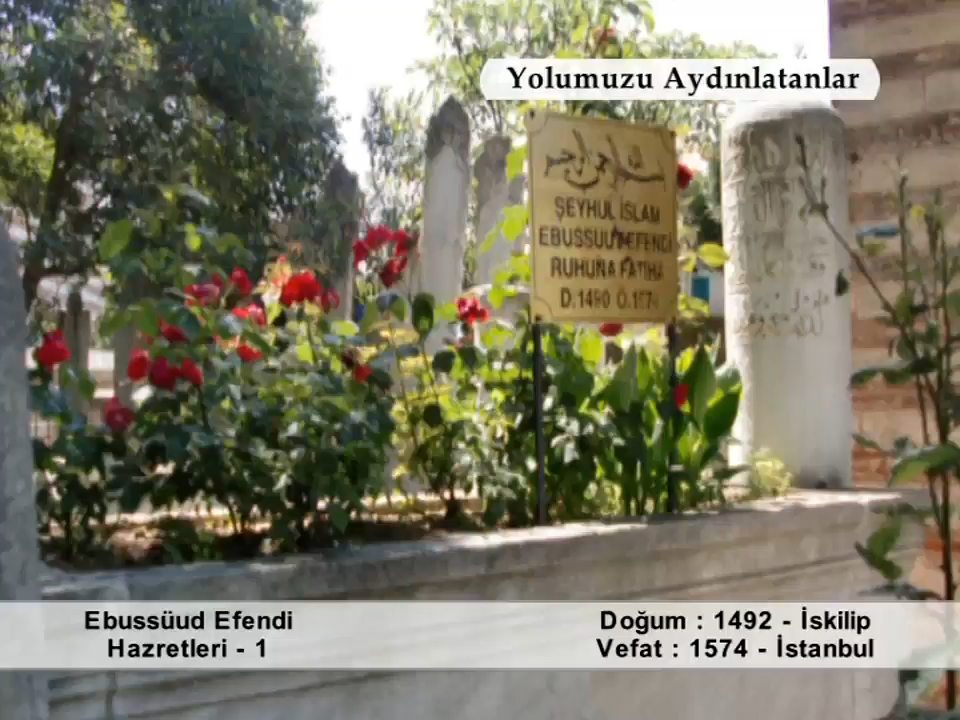 Yolumuzu Aydınlatanlar
ŞEYHUL İSLAM
EBUSSUUT EFENDİ
RUHUNA FATİHA
D.1490 Ö.1574
Ebussüud Efendi
Hazretleri - 1
Doğum : 1492 - İskilip
Vefat : 1574 - İstanbul